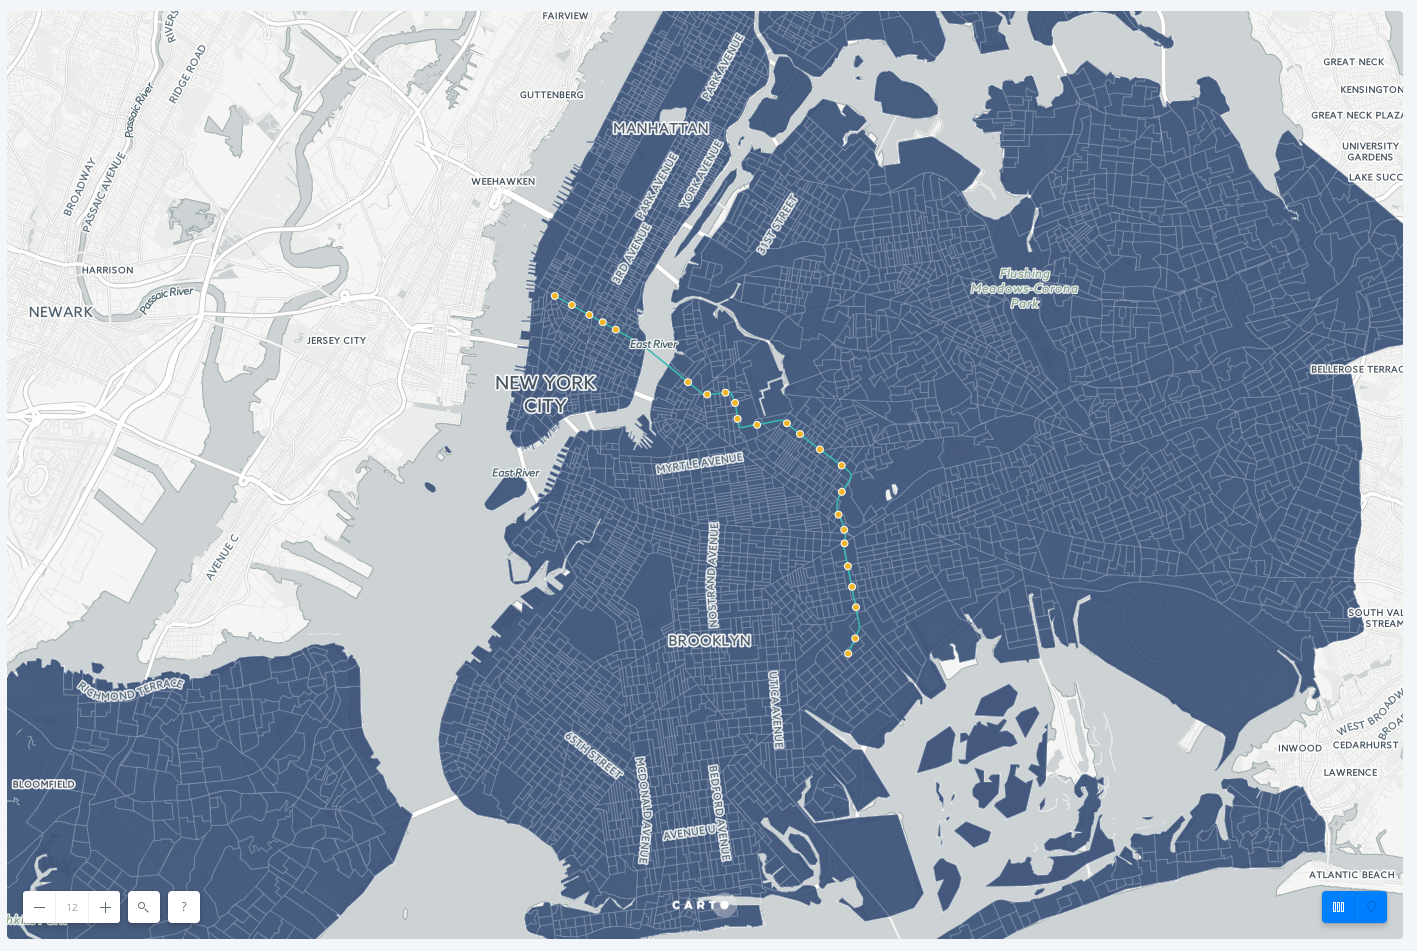 FAIRVIEW
RIDGE ROAD
PARK AVENUE
GREAT NECK
Passaic River
GUTTENBERG
KENSINGTON
GREAT NECK PLAZA
MANHATTAN
UNIVERSITY
GARDENS
BROADWAY
PASSAIC AVENUE
WEEHAWKEN
PARK AVENUE
YORK AVENUE
LAKE SUCC
3RD AVENUE
31ST STREET
HARRISON
Passaic River
Flushing
Meadows-Corona
Park
NEWARK
JERSEY CITY
East River
NEW YORK
CITY
BELLEROSE TERRAC
MYRTLE AVENUE
East River
AVENUE C
NOSTRAND AVENUE
SOUTH VAL
STREAM
BROOKLYN
RICHMOND TERRACE
UTICA AVENUE
WEST BROADW
BROA
65TH STREET
INWOOD
CEDARHURST
BLOOMFIELD
MCDONALD AVENUE
BEDFORD AVENUE
LAWRENCE
AVENUE U
ATLANTIC BEACH
12
?
CARTO